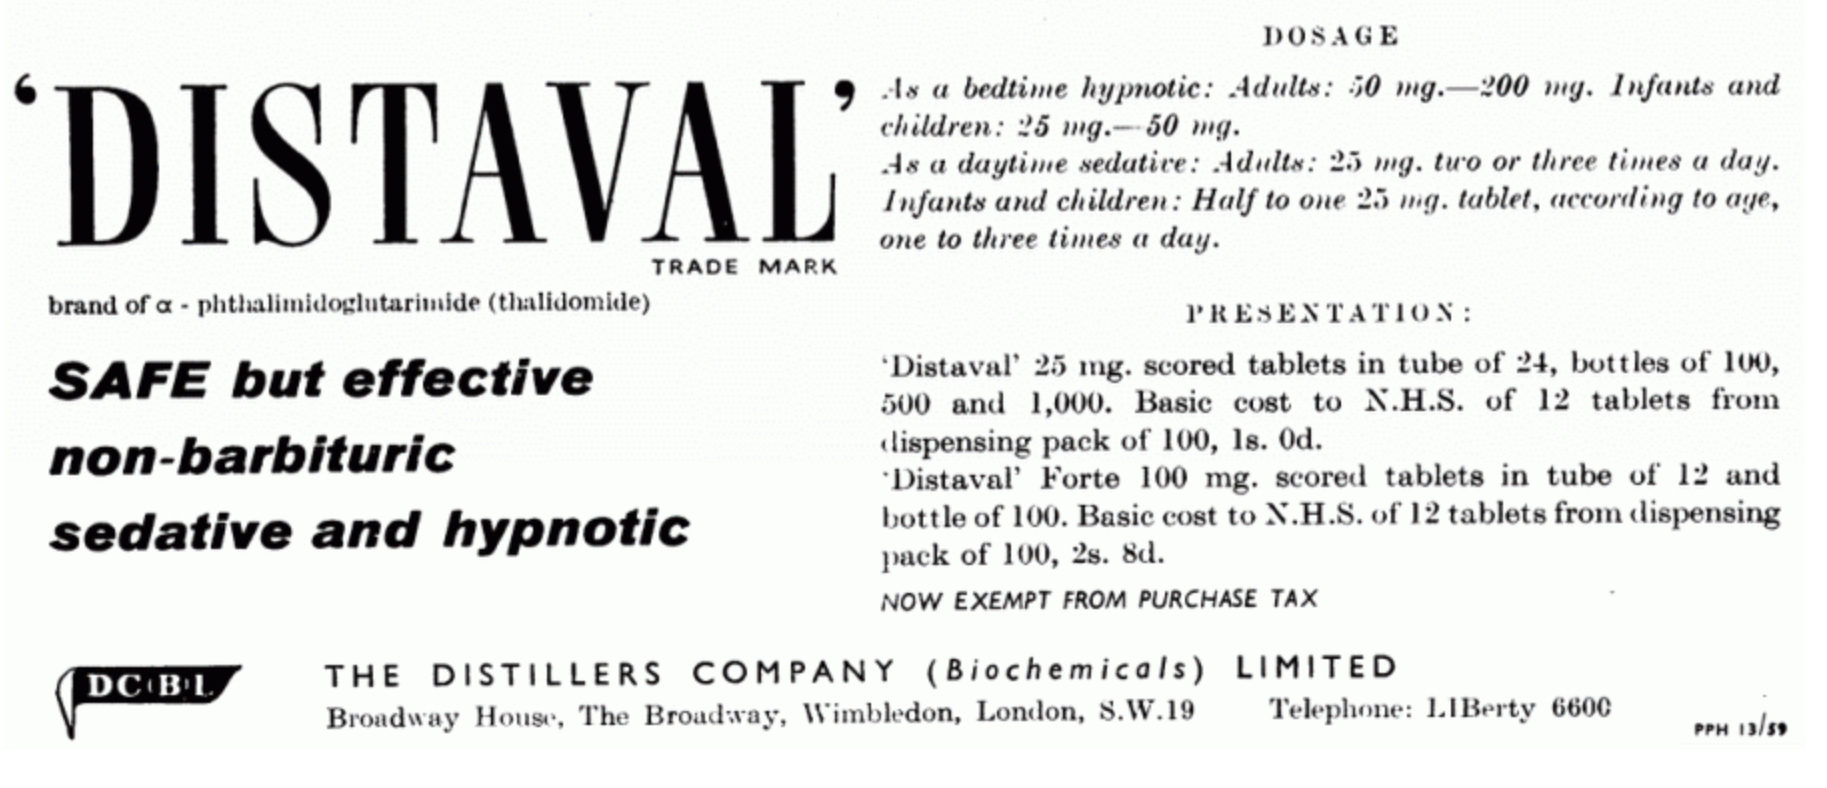 ‘DISTAVAL’
TRADE MARK
brand of α - phthalimidoglutarimide (thalidomide)
SAFE but effective
non-barbituric
sedative and hypnotic
DOSAGE
As a bedtime hypnotic: Adults: 50 mg.—200 mg. Infants and
children: 25 mg.—50 mg.
As a daytime sedative: Adults: 25 mg. two or three times a day.
Infants and children: Half to one 25 mg. tablet, according to age,
one to three times a day.
PRESENTATION:
‘Distaval’ 25 mg. scored tablets in tube of 24, bottles of 100,
500 and 1,000. Basic cost to N.H.S. of 12 tablets from
dispensing pack of 100, 1s. 0d.
‘Distaval’ Forte 100 mg. scored tablets in tube of 12 and
bottle of 100. Basic cost to N.H.S. of 12 tablets from dispensing
pack of 100, 2s. 8d.
NOW EXEMPT FROM PURCHASE TAX
DC(B)L
THE DISTILLERS COMPANY (Biochemicals) LIMITED
Broadway House, The Broadway, Wimbledon, London, S.W.19 Telephone: LIBerty 6600
PPH 13/59